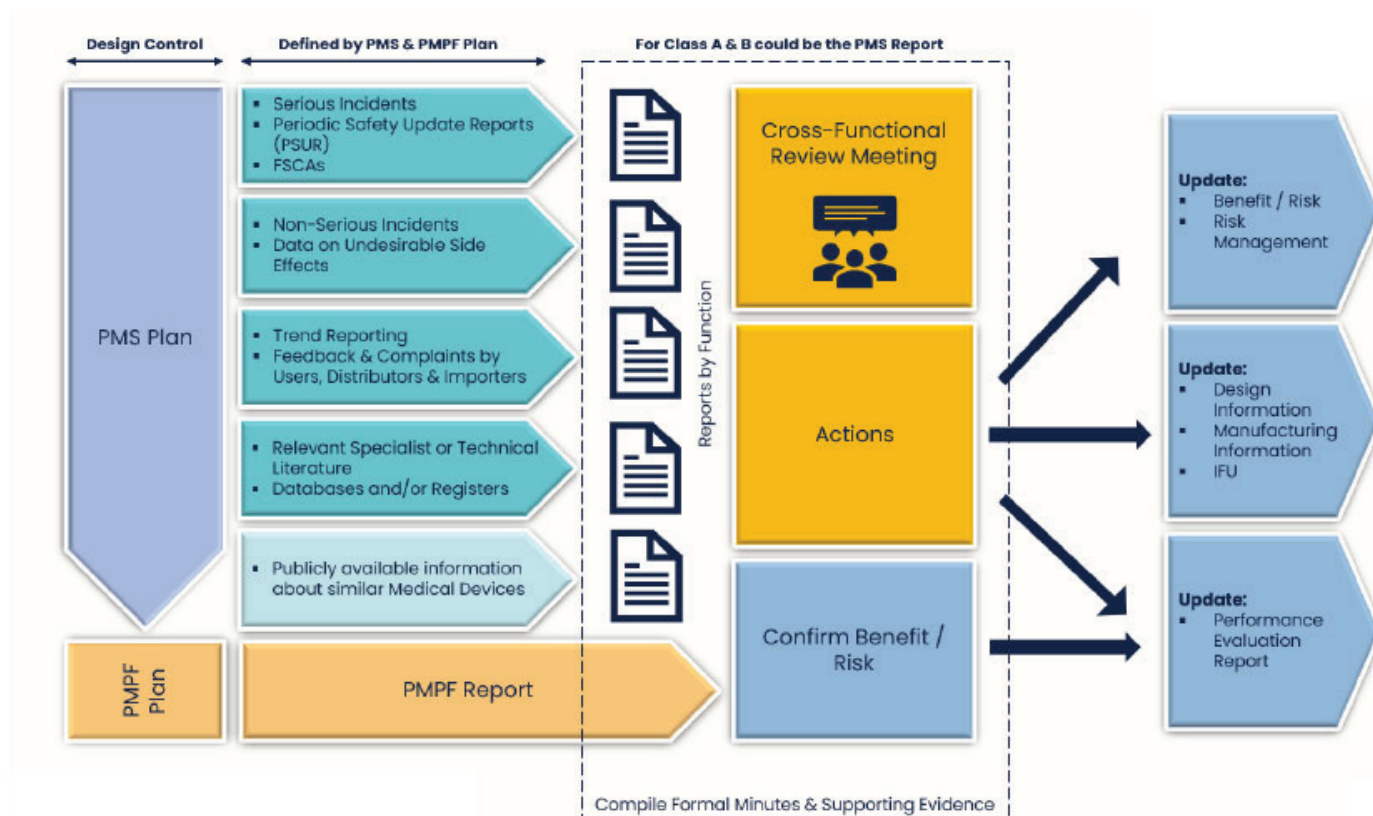 Design Control
Defined by PMS & PMPF Plan
For Class A & B could be the PMS Report
PMS Plan
▪ Serious Incidents
▪ Periodic Safety Update Reports
(PSUR)
▪ FSCAs
▪ Non-Serious Incidents
▪ Data on Undesirable Side
Effects
▪ Trend Reporting
▪ Feedback & Complaints by
Users, Distributors & Importers
▪ Relevant Specialist or Technical
Literature
▪ Databases and/or Registers
▪ Publicly available information
about similar Medical Devices
PMPF
Plan
PMPF Report
Reports by Function
Cross-Functional
Review Meeting
Actions
Confirm Benefit /
Risk
Update:
▪ Benefit / Risk
▪ Risk
Management
Update:
▪ Design
Information
▪ Manufacturing
Information
▪ IFU
Update:
▪ Performance
Evaluation
Report
Compile Formal Minutes & Supporting Evidence